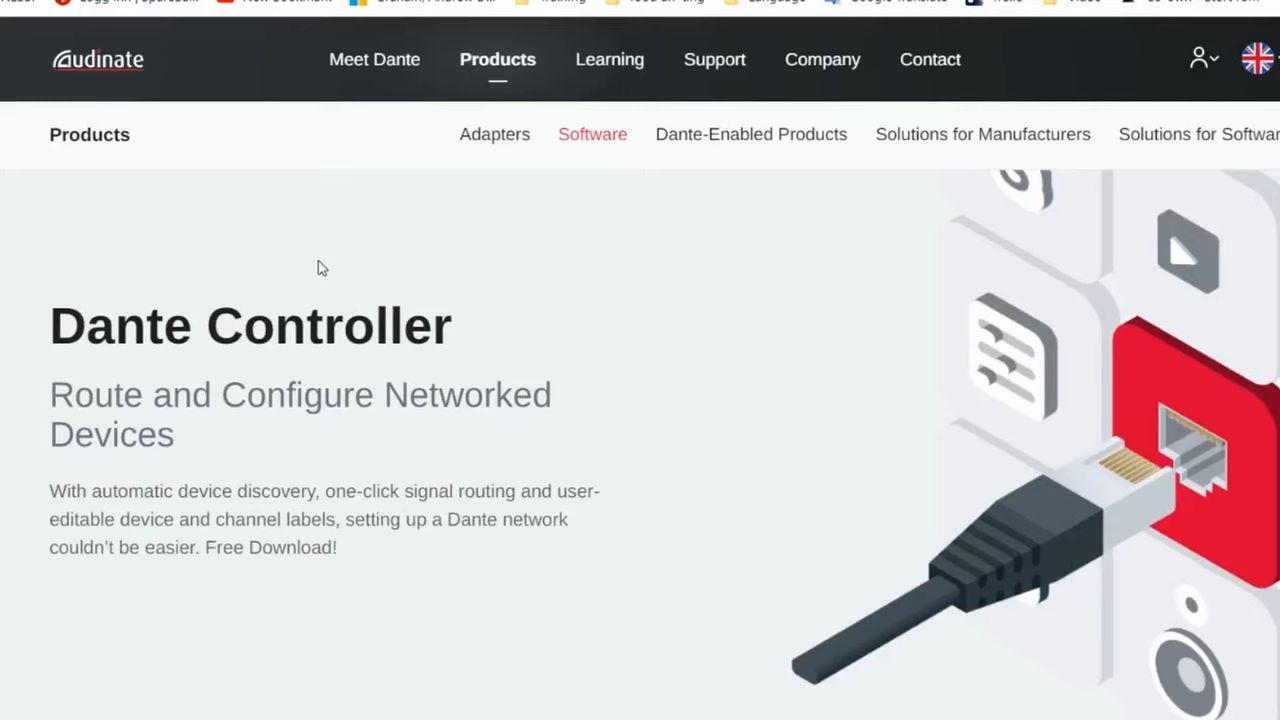 Audinate
Meet Dante Products Learning Support Company Contact
Products
Adapters Software Dante-Enabled Products Solutions for Manufacturers Solutions for
Dante Controller
Route and Configure Networked
Devices
With automatic device discovery, one-click signal routing and user-
editable device and channel labels, setting up a Dante network
couldn't be easier. Free Download!